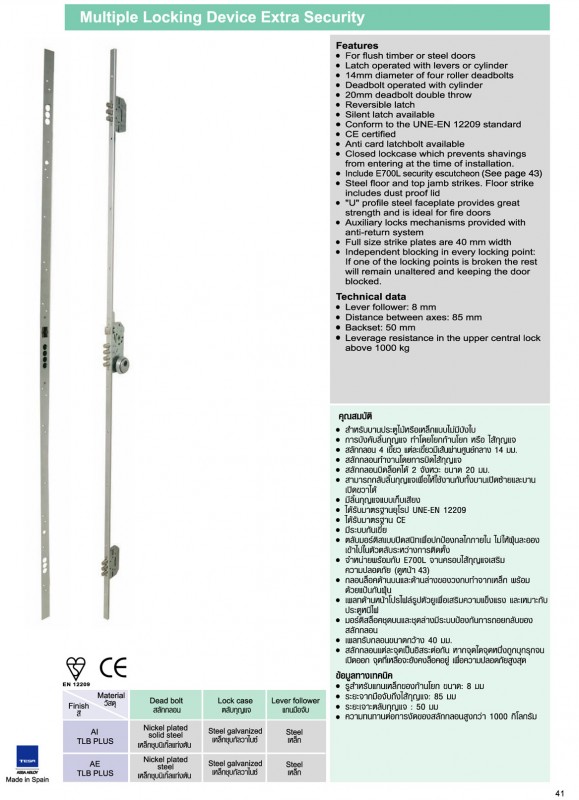 Multiple Locking Device Extra Security
Features
• For flush timber or steel doors
• Latch operated with levers or cylinder
• 14mm diameter of four roller deadbolts
• Deadbolt operated with cylinder
• 20mm deadbolt double throw
• Reversible latch
• Silent latch available
• Conform to the UNE-EN 12209 standard
• CE certified
• Anti card latchbolt available
• Closed lockcase which prevents shavings
from entering at the time of installation.
• Include E700L security escutcheon (See page 43)
• Steel floor and top jamb strikes. Floor strike
includes dust proof lid
• "U" profile steel faceplate provides great
strength and is ideal for fire doors
• Auxiliary locks mechanisms provided with
anti-return system
• Full size strike plates are 40 mm width
• Independent blocking in every locking point:
If one of the locking points is broken the rest
will remain unaltered and keeping the door
blocked.
Technical data
• Lever follower: 8 mm
• Distance between axes: 85 mm
• Backset: 50 mm
• Leverage resistance in the upper central lock
above 1000 kg
คุณสมบัติ
• สำหรับบานประตูไม้หรือเหล็กแบบไม่มีบังใบ
• การบังคับลิ้นกุญแจ ทำโดยโยกก้านโยก หรือ ไส้กุญแจ
• สลักกลอน 4 เขี้ยว แต่ละเขี้ยวมีเส้นผ่านศูนย์กลาง 14 มม.
• สลักกลอนทำงานโดยการบิดไส้กุญแจ
• สลักกลอนบิดล็อคได้ 2 จังหวะ ขนาด 20 มม.
• สามารถกลับลิ้นกุญแจเพื่อให้ใช้งานกับทั้งบานเปิดซ้ายและบาน
เปิดขวาได้
• มีลิ้นกุญแจแบบเก็บเสียง
• ได้รับมาตรฐานยุโรป UNE-EN 12209
• ได้รับมาตรฐาน CE
• มีระบบกันเขี่ย
• ตลับมอร์ติสแบบปิดสนิทเพื่อปกป้องกลไกภายใน ไม่ให้ฝุ่นละออง
เข้าไปในตัวตลับระหว่างการติดตั้ง
• จำหน่ายพร้อมกับ E700L จานครอบไส้กุญแจเสริม
ความปลอดภัย (ดูหน้า 43)
• กลอนล็อคด้านบนและด้านล่างของวงกบทำจากเหล็ก พร้อม
ด้วยแป้นกันฝุ่น
• เพลทด้านหน้าโปรไฟล์รูปตัวยูเพื่อเสริมความแข็งแรง และเหมาะกับ
ประตูหนีไฟ
• มอร์ติสล็อคชุดบนและชุดล่างมีระบบป้องกันการถอยกลับของ
สลักกลอน
• เพลทรับกลอนขนาดกว้าง 40 มม.
• สลักกลอนแต่ละจุดเป็นอิสระต่อกัน หากจุดใดจุดหนึ่งถูกบุกรุกจน
เปิดออก จุดที่เหลือจะยังคงล็อคอยู่ เพื่อความปลอดภัยสูงสุด
ข้อมูลทางเทคนิค
• รูสำหรับแกนเหล็กของก้านโยก ขนาด: 8 มม
• ระยะจากมือจับถึงไส้กุญแจ: 85 มม
• ระยะเจาะตลับกุญแจ : 50 มม
• ความทนทานต่อการงัดของสลักกลอนสูงกว่า 1000 กิโลกรัม
CE
EN 12209
Material
วัสดุ
Finish
สี
Dead bolt
สลักกลอน
Lock case
ตลับกุญแจ
Lever follower
แกนมือจับ
AI
TLB PLUS
Nickel plated
solid steel
เหล็กชุบนิกเกิลแท่งตัน
Steel galvanized
เหล็กชุบกัลวาไนซ์
Steel
เหล็ก
AE
TLB PLUS
Nickel plated
steel
เหล็กชุบนิกเกิลแท่งตัน
Steel galvanized
เหล็กชุบกัลวาไนซ์
Steel
เหล็ก
TESA
ASSA ABLOY
Made in Spain
41